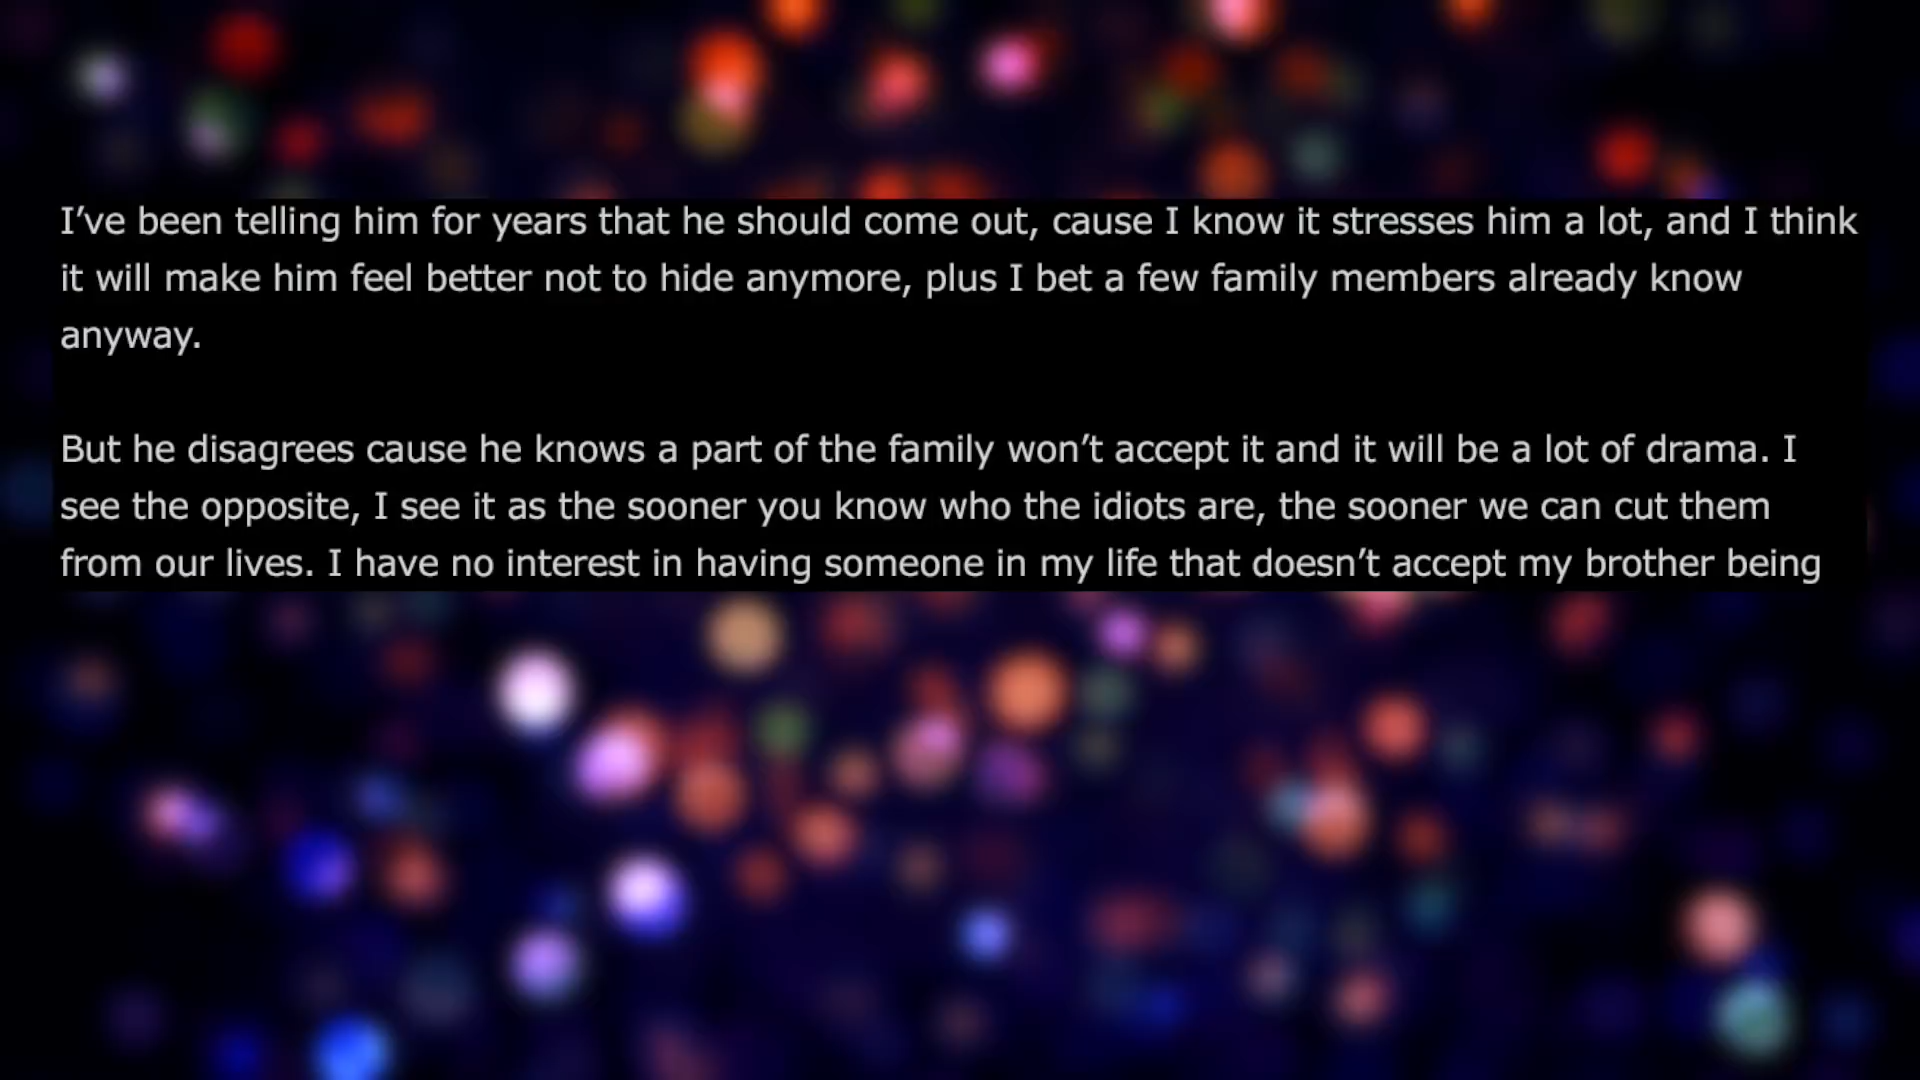 I’ve been telling him for years that he should come out, cause I know it stresses him a lot, and I think
it will make him feel better not to hide anymore, plus I bet a few family members already know
anyway.
But he disagrees cause he knows a part of the family won’t accept it and it will be a lot of drama. I
see the opposite, I see it as the sooner you know who the idiots are, the sooner we can cut them
from our lives. I have no interest in having someone in my life that doesn’t accept my brother being